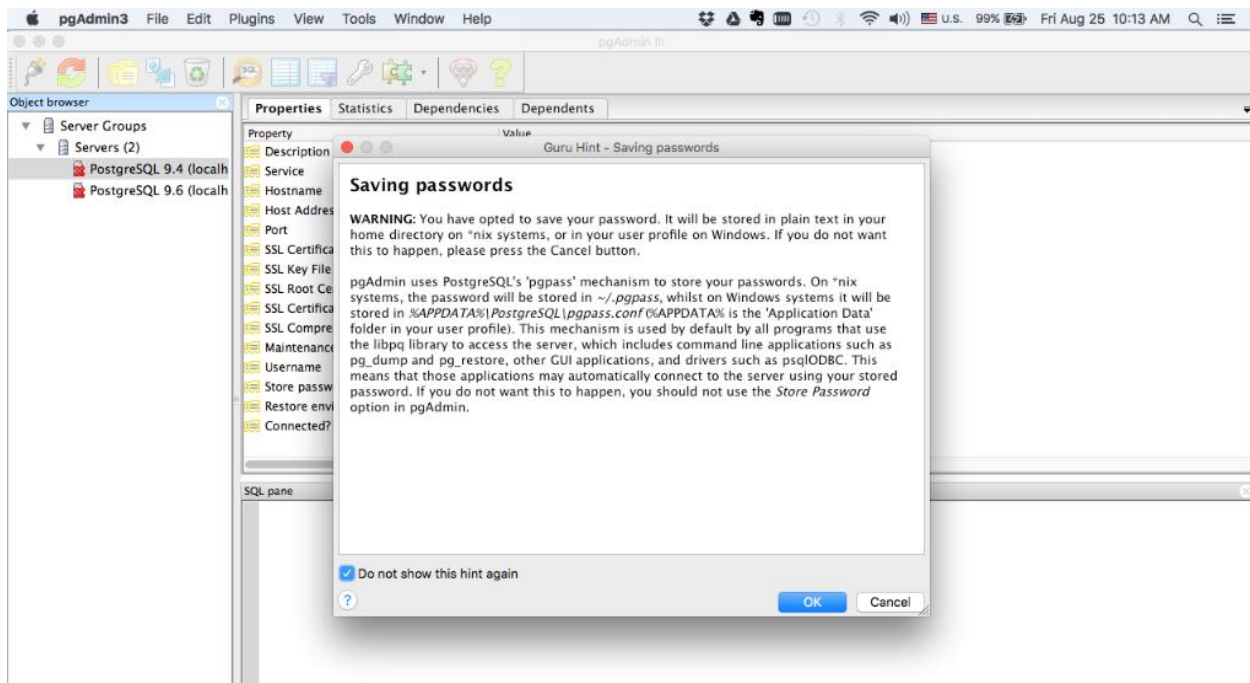 pgAdmin3 File Edit Plugins View Tools Window Help U.S. 99% Fri Aug 25 10:13 AM
pgAdmin III
SQL
Object browser
Properties Statistics Dependencies Dependents
Server Groups
Servers (2)
PostgreSQL 9.4 (localh
PostgreSQL 9.6 (localh
Property Value
Description
Service
Hostname
Host Addres
Port
SSL Certifica
SSL Key File
SSL Root Ce
SSL Certifica
SSL Compre
Maintenance
Username
Store passw
Restore envi
Connected?
SQL pane
Guru Hint - Saving passwords
Saving passwords
WARNING: You have opted to save your password. It will be stored in plain text in your
home directory on *nix systems, or in your user profile on Windows. If you do not want
this to happen, please press the Cancel button.
pgAdmin uses PostgreSQL's 'pgpass' mechanism to store your passwords. On *nix
systems, the password will be stored in ~/.pgpass, whilst on Windows systems it will be
stored in %APPDATA%\PostgreSQL\pgpass.conf (%APPDATA% is the 'Application Data'
folder in your user profile). This mechanism is used by default by all programs that use
the libpq library to access the server, which includes command line applications such as
pg_dump and pg_restore, other GUI applications, and drivers such as psqlODBC. This
means that those applications may automatically connect to the server using your stored
password. If you do not want this to happen, you should not use the Store Password
option in pgAdmin.
Do not show this hint again
? OK Cancel